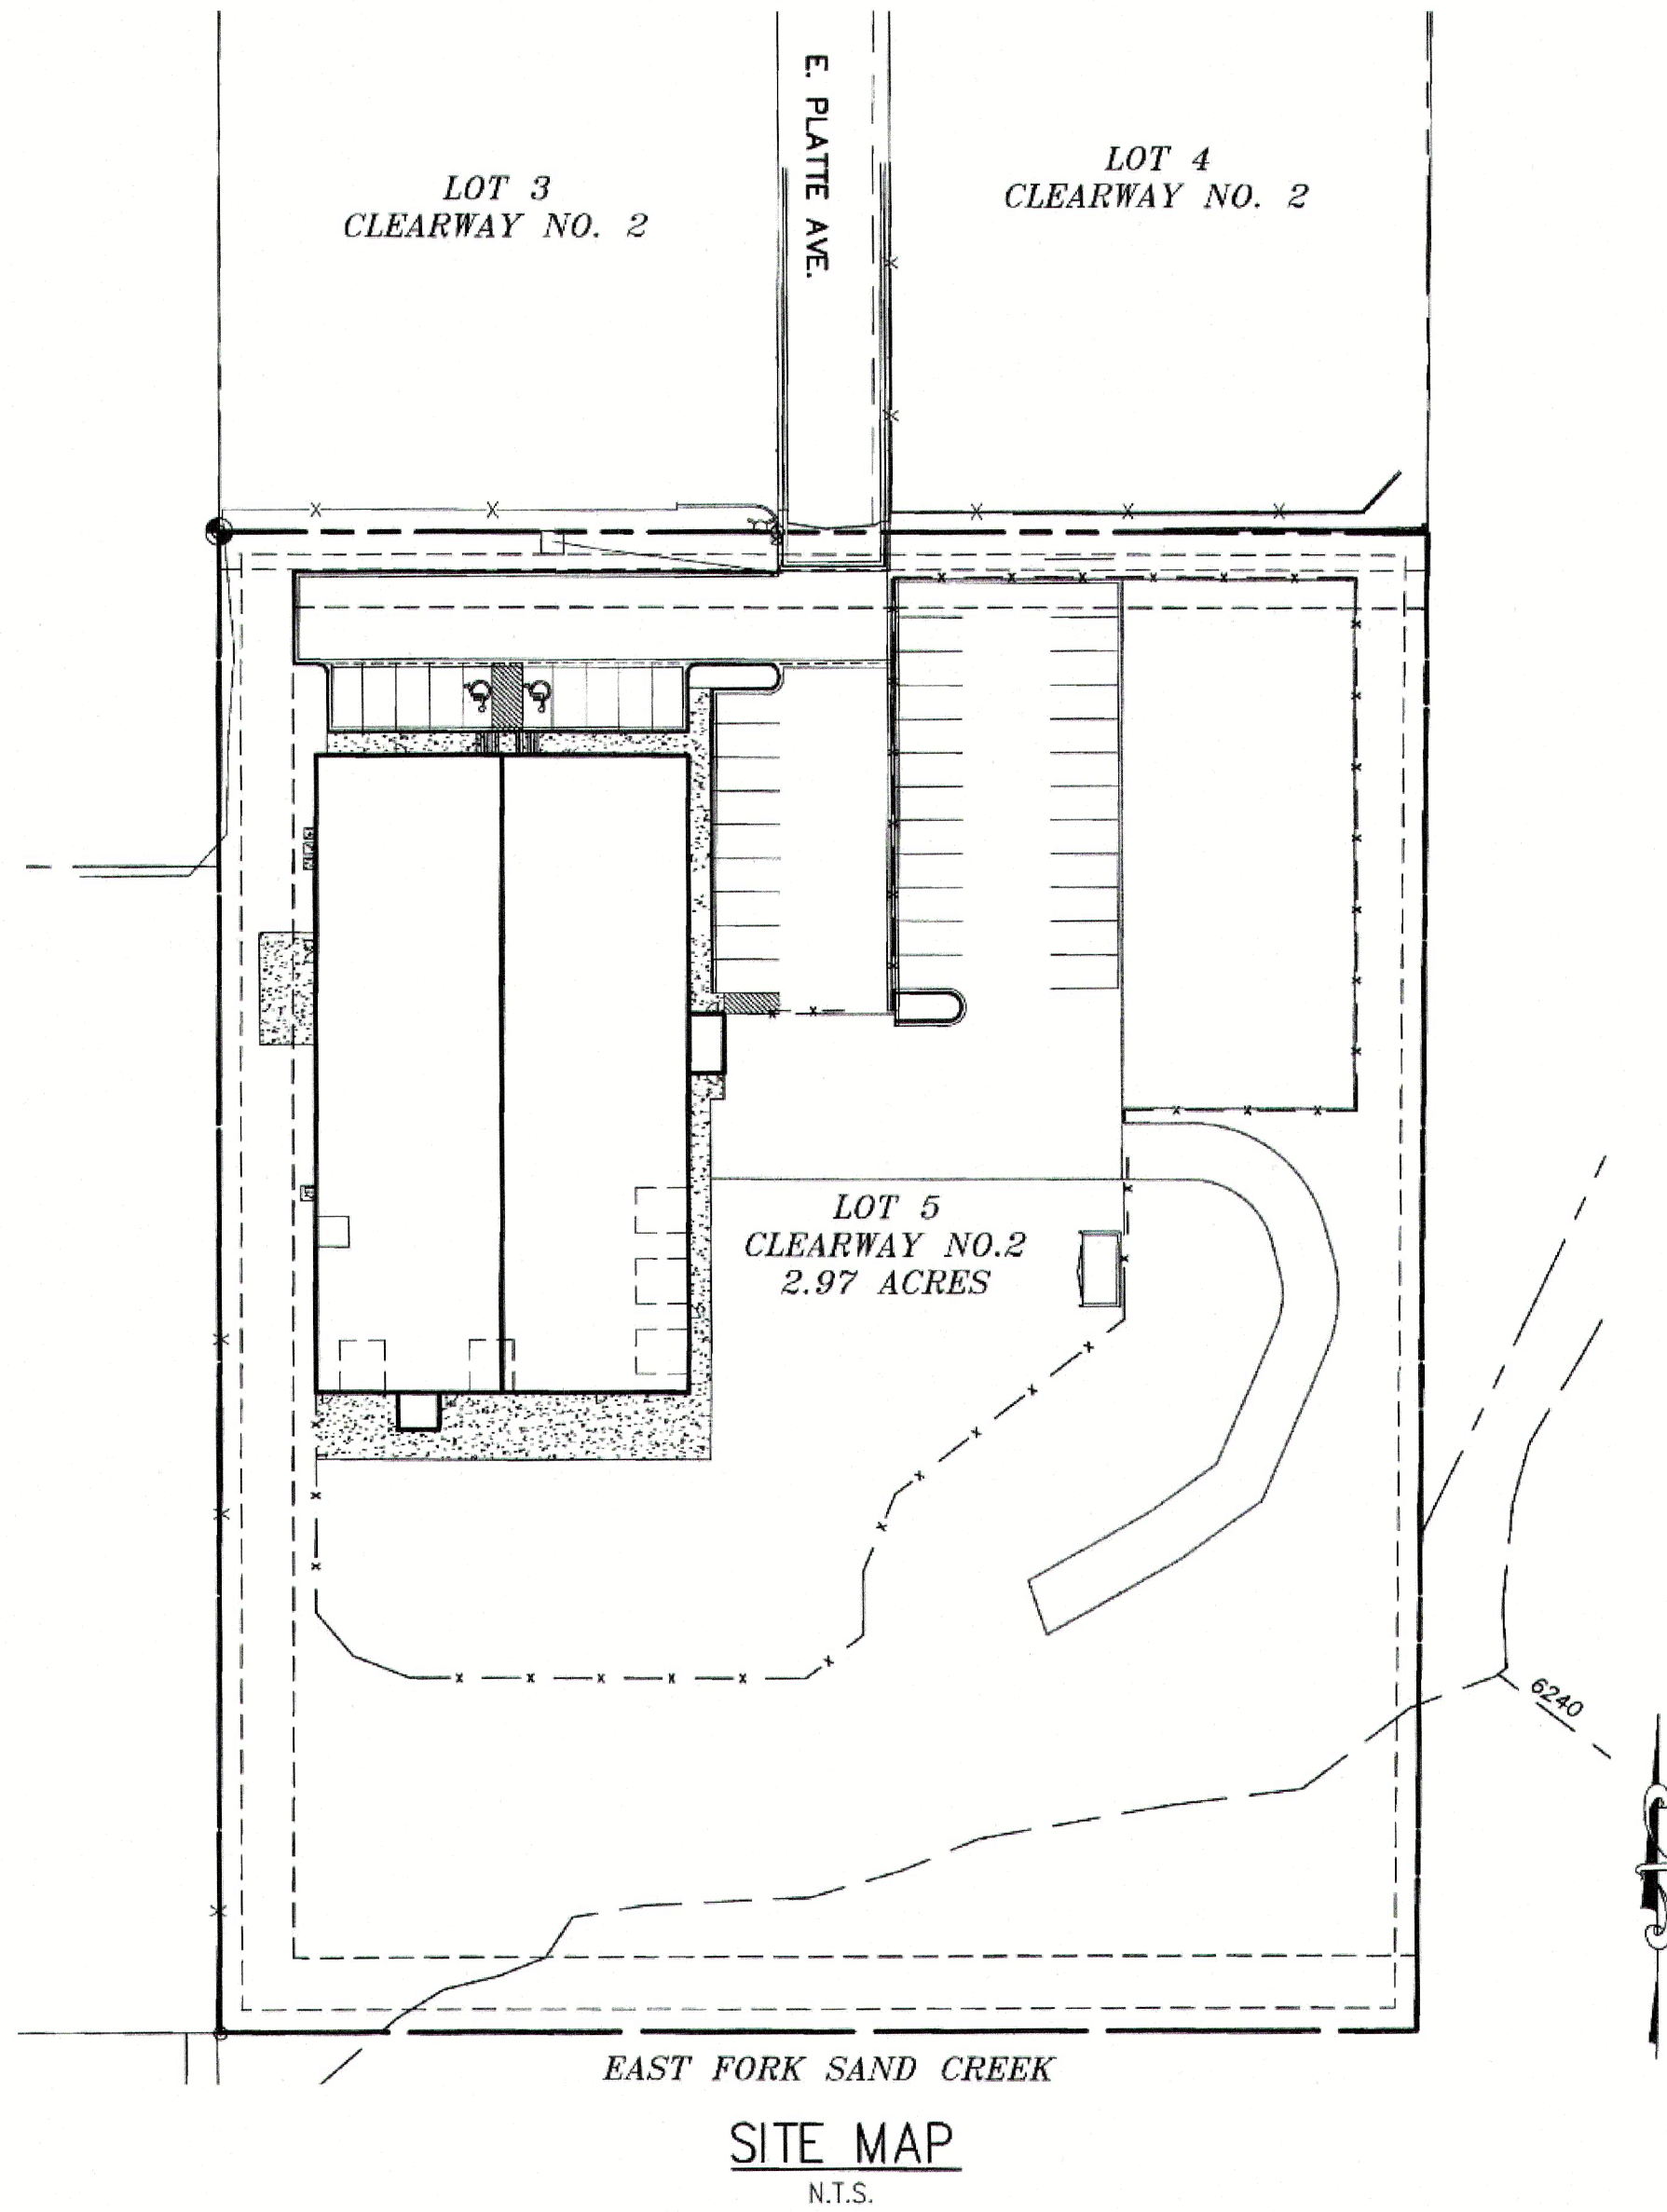 E. PLATTE AVE.
LOT 3
CLEARWAY NO. 2
LOT 4
CLEARWAY NO. 2
LOT 5
CLEARWAY NO.2
2.97 ACRES
6240
EAST FORK SAND CREEK
SITE MAP
N.T.S.